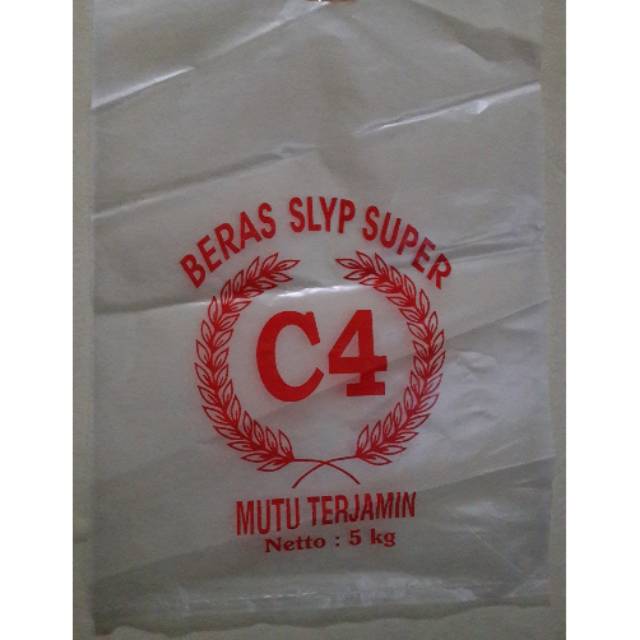 BERAS SLYP SUPER
C4
MUTU TERJAMIN
Netto : 5 kg